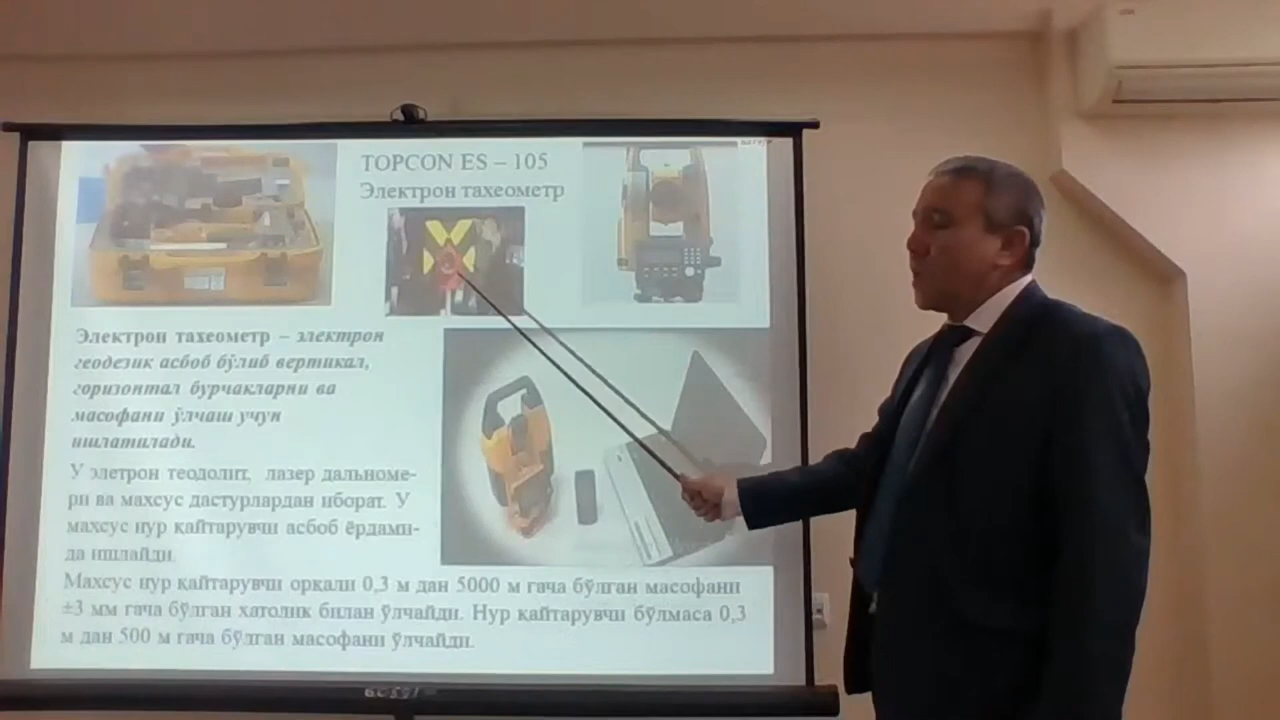 TOPCON ES – 105
Электрон тахеометр
Электрон тахеометр – электрон
геодезик асбоб бўлиб вертикал,
горизонтал бурчакларни ва
масофани ўлчаш учун
ишлатилади.
У элетрон теодолит, лазер дальноме-
ри ва махсус дастурлардан иборат. У
махсус нур қайтарувчи асбоб ёрдами-
да ишлайди.
Махсус нур қайтарувчи орқали 0,3 м дан 5000 м гача бўлган масофани
±3 мм гача бўлган хатолик билан ўлчайди. Нур қайтарувчи бўлмаса 0,3
м дан 500 м гача бўлган масофани ўлчайди.